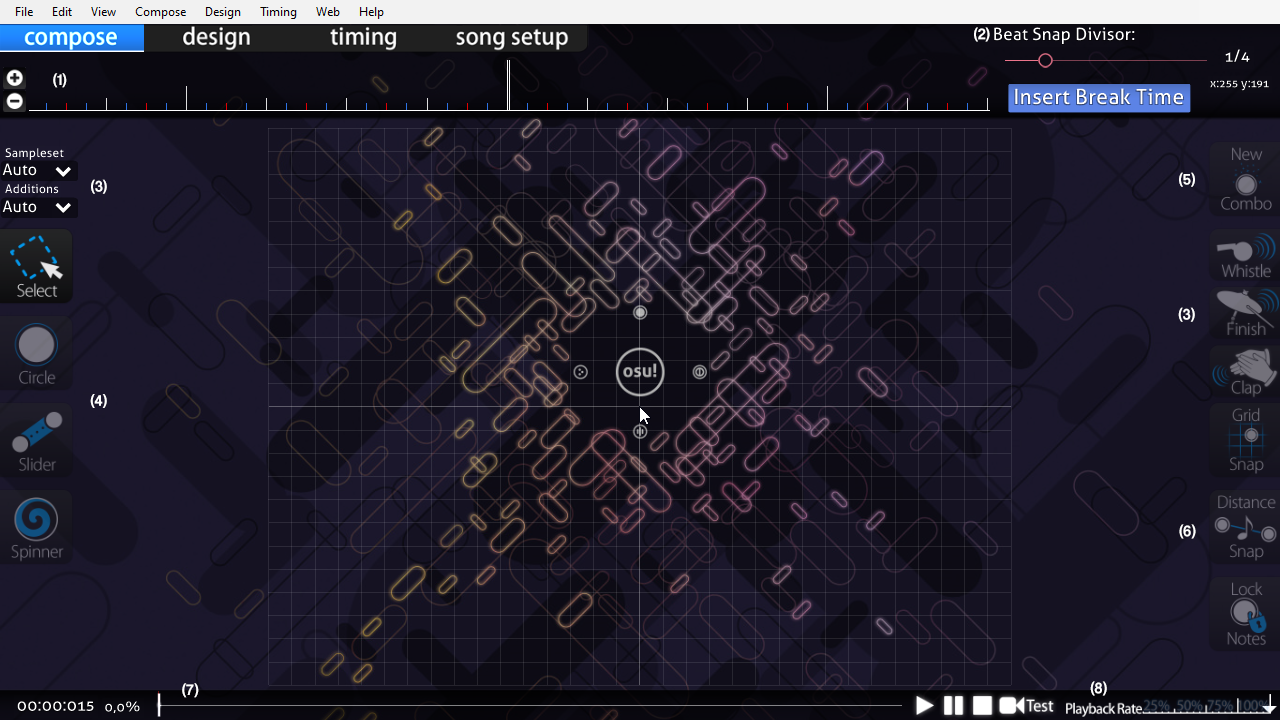 File Edit View Compose Design Timing Web Help
compose design timing song setup
(2) Beat Snap Divisor:
1/4
(1)
x:255 y:191
Insert Break Time
Sampleset
Auto
(3)
Additions
Auto
Select
Circle
(4)
Slider
Spinner
osu!
(5)
New
Combo
Whistle
(3)
Finish
Clap
Grid
Snap
Distance
(6)
Snap
Lock
Notes
(7)
00:00:015 0,0%
Test
(8)
Playback Rate 25% 50% 75% 100%